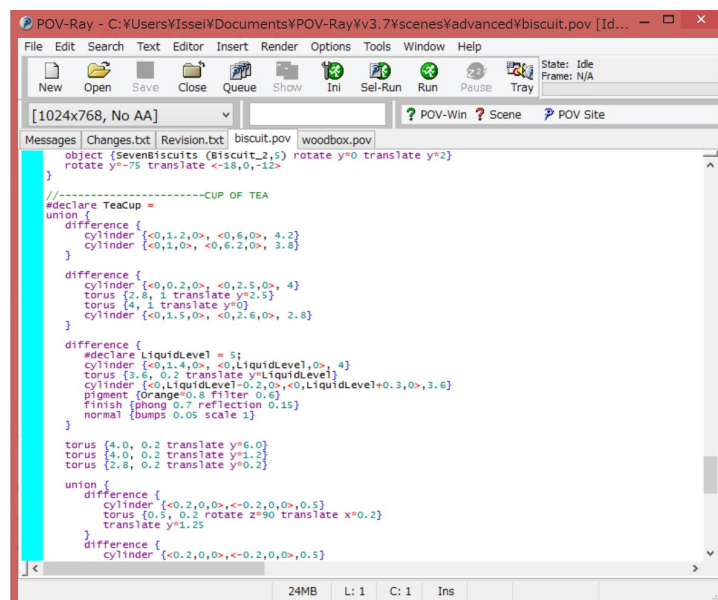 POV-Ray - C:¥Users¥Issei¥Documents¥POV-Ray¥v3.7¥scenes¥advanced¥biscuit.pov [Id...
File Edit Search Text Editor Insert Render Options Tools Window Help
New Open Save Close Queue Show Ini Sel-Run Run Pause Tray
State: Idle
Frame: N/A
[1024x768, No AA] ? POV-Win ? Scene POV Site
Messages Changes.txt Revision.txt biscuit.pov woodbox.pov
object {SevenBiscuits (Biscuit_2,5) rotate y*0 translate y*2}
rotate y*-75 translate <-18,0,-12>
}
//-----------------------CUP OF TEA
#declare TeaCup =
union {
difference {
cylinder {<0,1.2,0>, <0,6,0>, 4.2}
cylinder {<0,1,0>, <0,6.2,0>, 3.8}
}
difference {
cylinder {<0,0.2,0>, <0,2.5,0>, 4}
torus {2.8, 1 translate y*2.5}
torus {4, 1 translate y*0}
cylinder {<0,1.5,0>, <0,2.6,0>, 2.8}
}
difference {
#declare LiquidLevel = 5;
cylinder {<0,1.4,0>, <0,LiquidLevel,0>, 4}
torus {3.6, 0.2 translate y*LiquidLevel}
cylinder {<0,LiquidLevel-0.2,0>,<0,LiquidLevel+0.3,0>,3.6}
pigment {Orange*0.8 filter 0.6}
finish {phong 0.7 reflection 0.15}
normal {bumps 0.05 scale 1}
}
torus {4.0, 0.2 translate y*6.0}
torus {4.0, 0.2 translate y*1.2}
torus {2.8, 0.2 translate y*0.2}
union {
difference {
cylinder {<0.2,0,0>,<-0.2,0,0>,0.5}
torus {0.5, 0.2 rotate z*90 translate x*0.2}
translate y*1.25
}
difference {
cylinder {<0.2,0,0>,<-0.2,0,0>,0.5}
24MB L: 1 C: 1 Ins